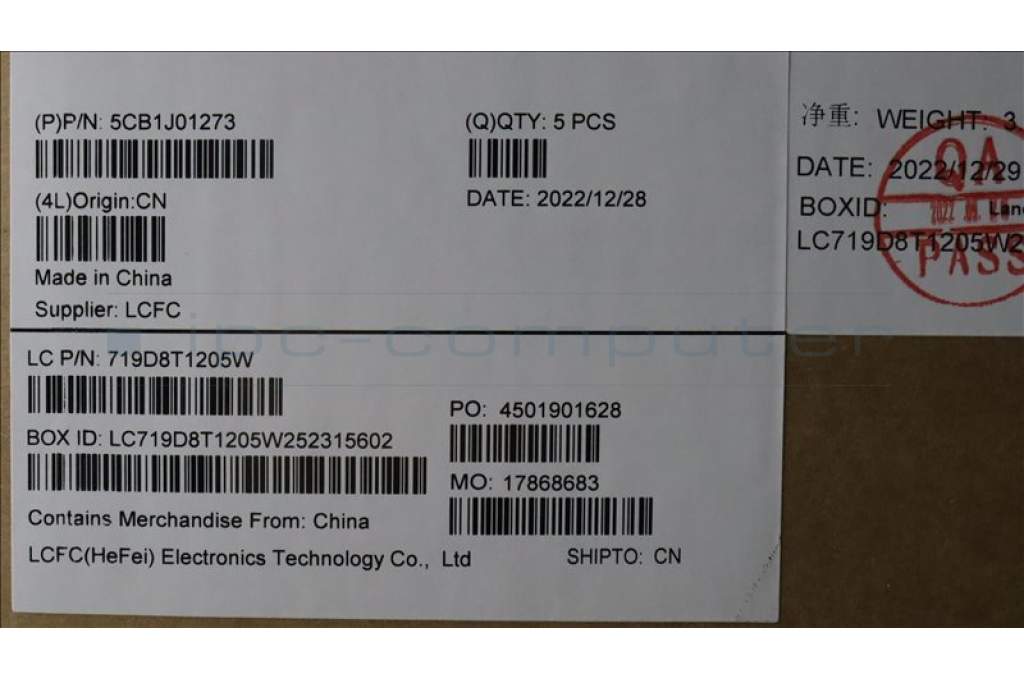 (P)P/N: 5CB1J01273
(Q)QTY: 5 PCS
(4L)Origin:CN
DATE: 2022/12/28
Made in China
Supplier: LCFC
LC P/N: 719D8T1205W
PO: 4501901628
BOX ID: LC719D8T1205W252315602
MO: 17868683
Contains Merchandise From: China
LCFC(HeFei) Electronics Technology Co., Ltd
SHIPTO: CN
净重: WEIGHT: 3
DATE: 2022/12/29
BOXID:
LC719D8T1205W2
QA
PASS
ipc-computer